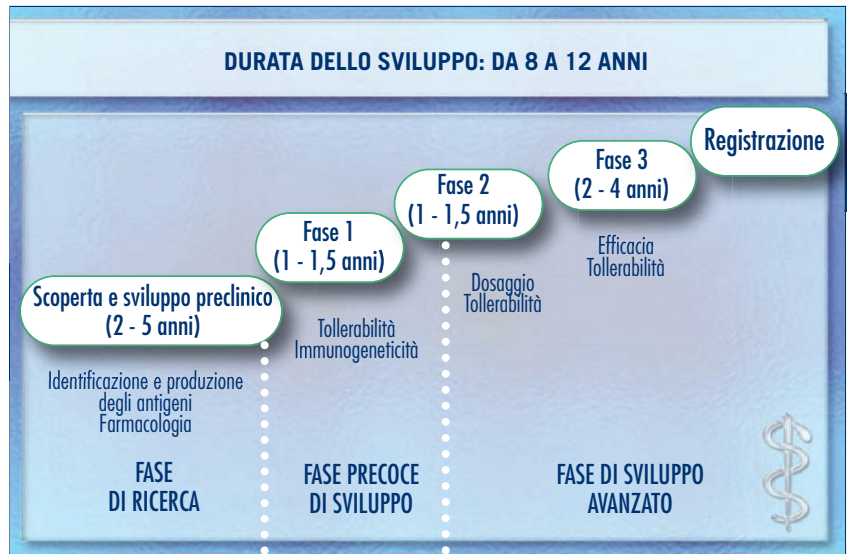 DURATA DELLO SVILUPPO: DA 8 A 12 ANNI
Registrazione
Fase 3
(2 - 4 anni)
Efficacia
Tollerabilità
Fase 2
(1 - 1,5 anni)
Dosaggio
Tollerabilità
Fase 1
(1 - 1,5 anni)
Tollerabilità
Immunogeneticità
Scoperta e sviluppo preclinico
(2 - 5 anni)
Identificazione e produzione
degli antigeni
Farmacologia
FASE
DI RICERCA
FASE PRECOCE
DI SVILUPPO
FASE DI SVILUPPO
AVANZATO